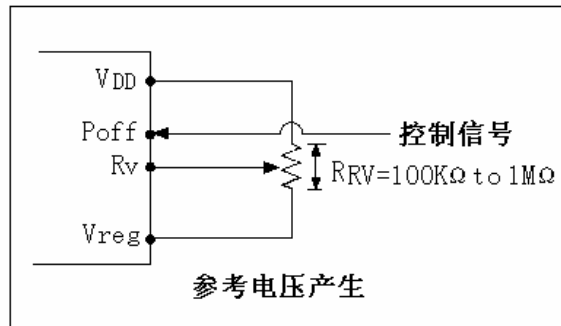 VDD
Poff
控制信号
Rv
RRV=100KΩ to 1MΩ
Vreg
参考电压产生